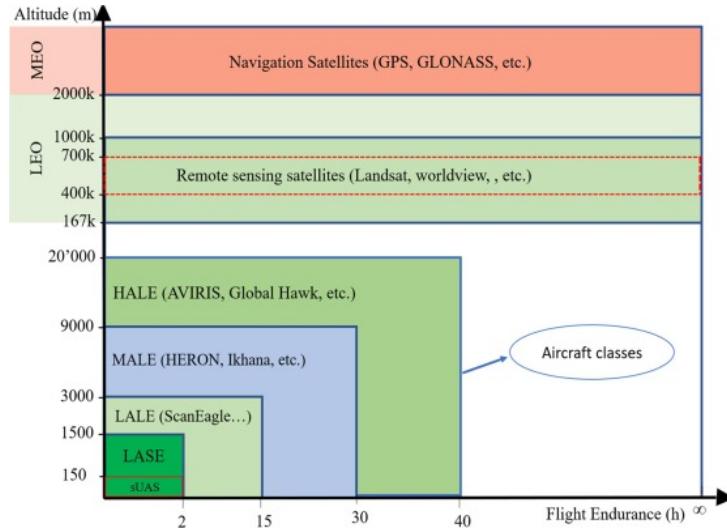 Altitude (m)
MEO
Navigation Satellites (GPS, GLONASS, etc.)
2000k
LEO
1000k
700k
Remote sensing satellites (Landsat, worldview, , etc.)
400k
167k
20’000
HALE (AVIRIS, Global Hawk, etc.)
9000
MALE (HERON, Ikhana, etc.)
Aircraft classes
3000
LALE (ScanEagle…)
1500
LASE
150
sUAS
2
15
30
40
Flight Endurance (h)
∞